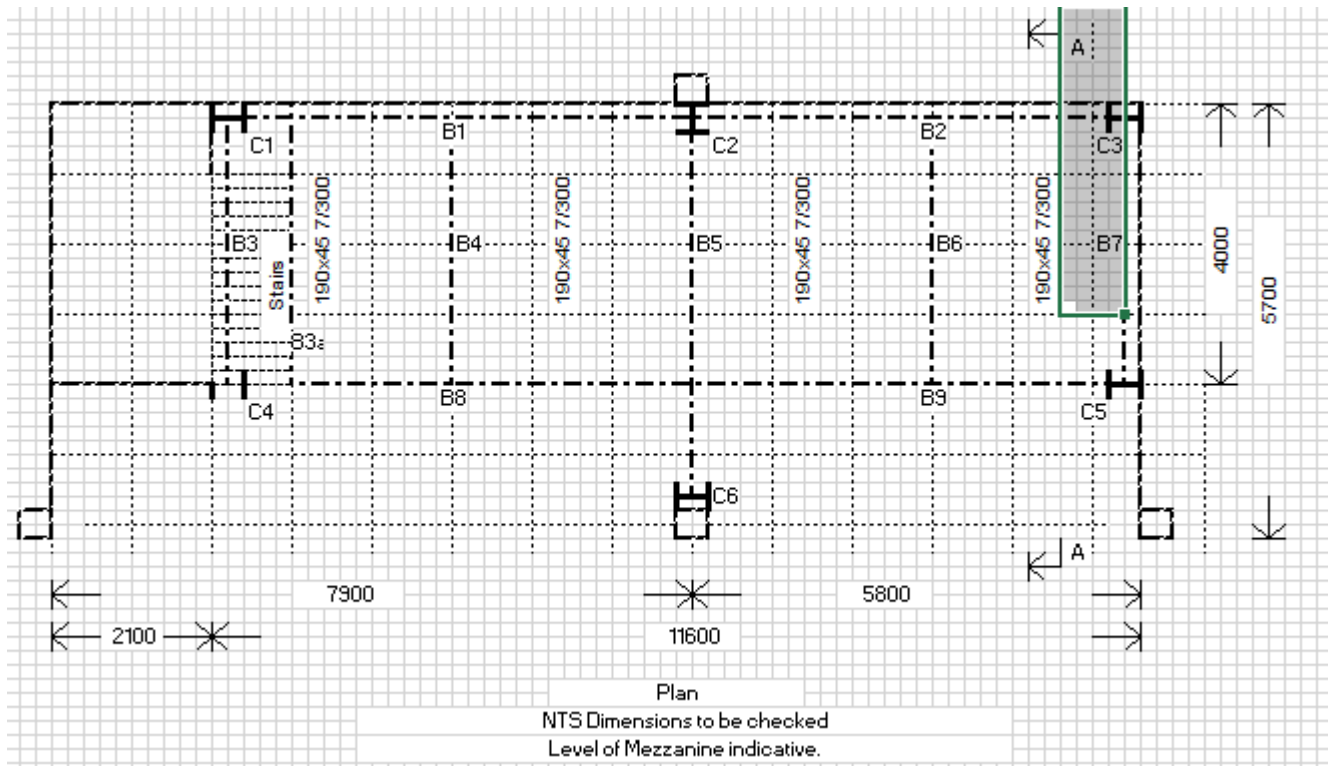 A
B1
B2
C1
C2
C3
190x45 7/300
190x45 7/300
190x45 7/300
190x45 7/300
B3
B4
B5
B6
B7
4000
Stairs
5700
B8
B9
C4
C5
C6
A
7900
5800
2100
11600
Plan
NTS Dimensions to be checked
Level of Mezzanine indicative.